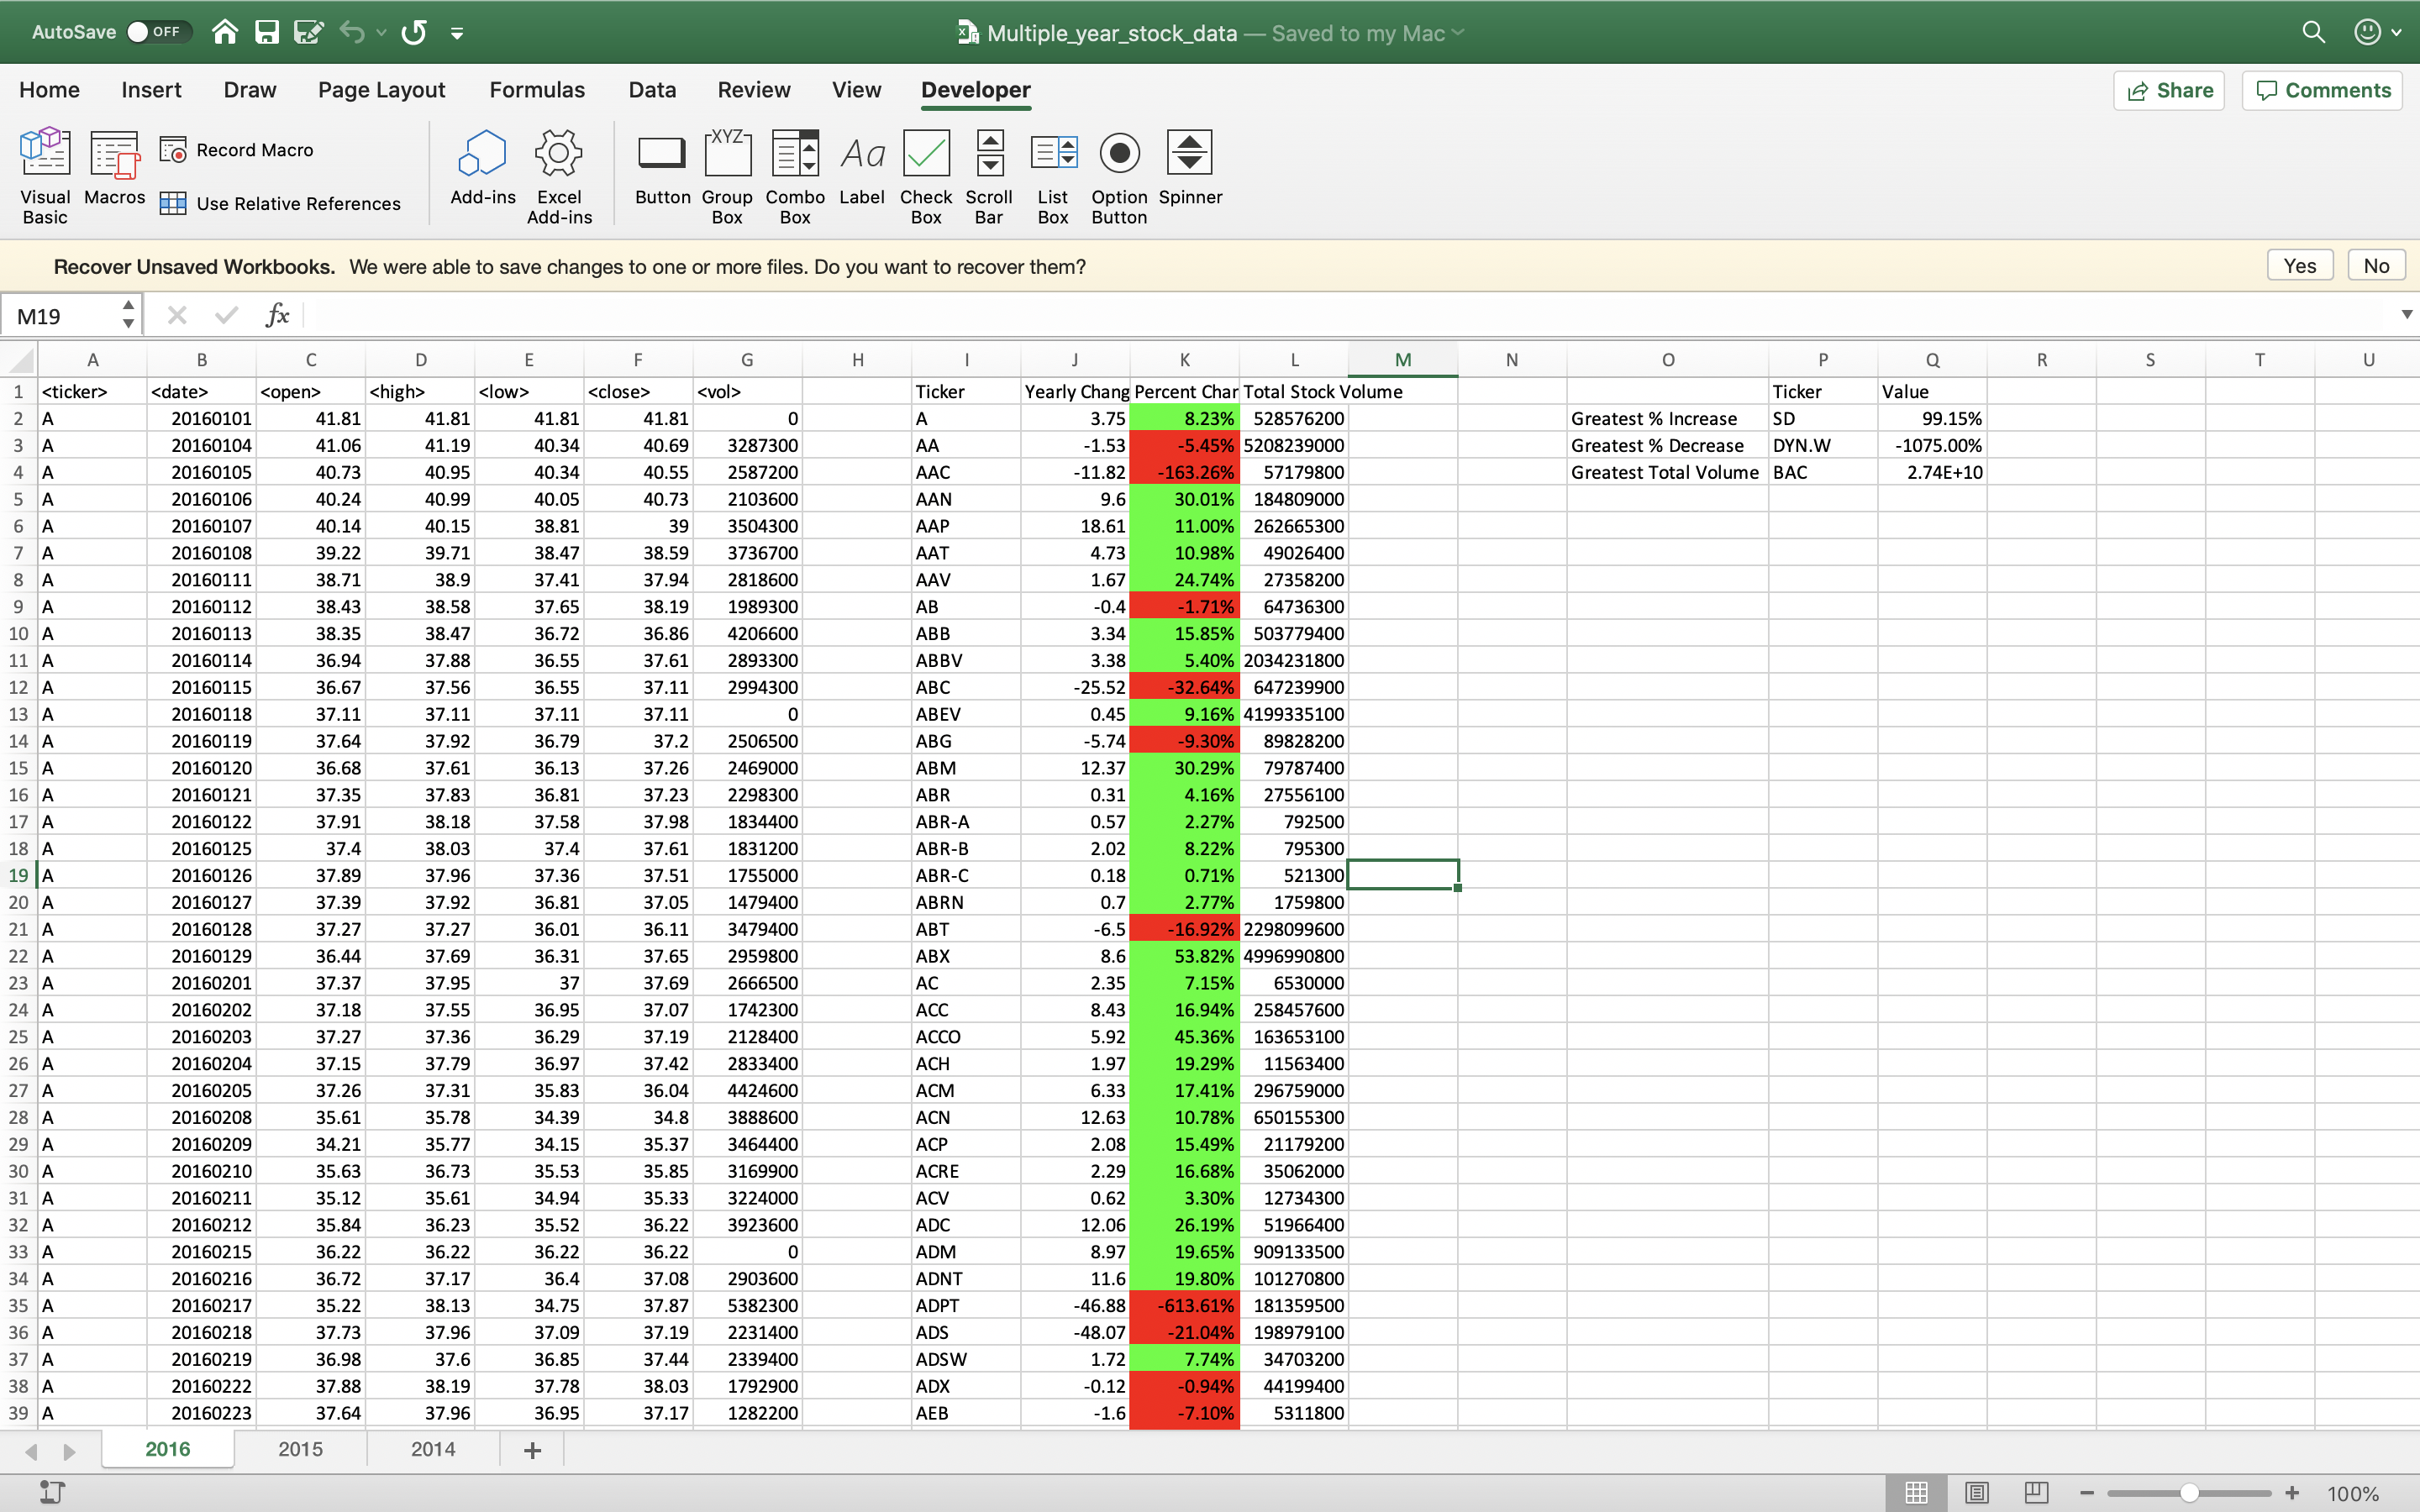 AutoSave OFF Multiple_year_stock_data — Saved to my Mac
Home Insert Draw Page Layout Formulas Data Review View Developer Share Comments
Visual Basic Macros Record Macro Use Relative References Add-ins Excel Add-ins Button XYZ Group Box Combo Box Aa Label Check Box Scroll Bar List Box Option Button Spinner
Recover Unsaved Workbooks. We were able to save changes to one or more files. Do you want to recover them? Yes No
M19 fx
A B C D E F G H I J K L M N O P Q R S T U
1 <ticker> <date> <open> <high> <low> <close> <vol> Ticker Yearly Chang Percent Char Total Stock Volume Ticker Value
2 A 20160101 41.81 41.81 41.81 41.81 0 A 3.75 8.23% 528576200 Greatest % Increase SD 99.15%
3 A 20160104 41.06 41.19 40.34 40.69 3287300 AA -1.53 -5.45% 5208239000 Greatest % Decrease DYN.W -1075.00%
4 A 20160105 40.73 40.95 40.34 40.55 2587200 AAC -11.82 -163.26% 57179800 Greatest Total Volume BAC 2.74E+10
5 A 20160106 40.24 40.99 40.05 40.73 2103600 AAN 9.6 30.01% 184809000
6 A 20160107 40.14 40.15 38.81 39 3504300 AAP 18.61 11.00% 262665300
7 A 20160108 39.22 39.71 38.47 38.59 3736700 AAT 4.73 10.98% 49026400
8 A 20160111 38.71 38.9 37.41 37.94 2818600 AAV 1.67 24.74% 27358200
9 A 20160112 38.43 38.58 37.65 38.19 1989300 AB -0.4 -1.71% 64736300
10 A 20160113 38.35 38.47 36.72 36.86 4206600 ABB 3.34 15.85% 503779400
11 A 20160114 36.94 37.88 36.55 37.61 2893300 ABBV 3.38 5.40% 2034231800
12 A 20160115 36.67 37.56 36.55 37.11 2994300 ABC -25.52 -32.64% 647239900
13 A 20160118 37.11 37.11 37.11 37.11 0 ABEV 0.45 9.16% 4199335100
14 A 20160119 37.64 37.92 36.79 37.2 2506500 ABG -5.74 -9.30% 89828200
15 A 20160120 36.68 37.61 36.13 37.26 2469000 ABM 12.37 30.29% 79787400
16 A 20160121 37.35 37.83 36.81 37.23 2298300 ABR 0.31 4.16% 27556100
17 A 20160122 37.91 38.18 37.58 37.98 1834400 ABR-A 0.57 2.27% 792500
18 A 20160125 37.4 38.03 37.4 37.61 1831200 ABR-B 2.02 8.22% 795300
19 A 20160126 37.89 37.96 37.36 37.51 1755000 ABR-C 0.18 0.71% 521300
20 A 20160127 37.39 37.92 36.81 37.05 1479400 ABRN 0.7 2.77% 1759800
21 A 20160128 37.27 37.27 36.01 36.11 3479400 ABT -6.5 -16.92% 2298099600
22 A 20160129 36.44 37.69 36.31 37.65 2959800 ABX 8.6 53.82% 4996990800
23 A 20160201 37.37 37.95 37 37.69 2666500 AC 2.35 7.15% 6530000
24 A 20160202 37.18 37.55 36.95 37.07 1742300 ACC 8.43 16.94% 258457600
25 A 20160203 37.27 37.36 36.29 37.19 2128400 ACCO 5.92 45.36% 163653100
26 A 20160204 37.15 37.79 36.97 37.42 2833400 ACH 1.97 19.29% 11563400
27 A 20160205 37.26 37.31 35.83 36.04 4424600 ACM 6.33 17.41% 296759000
28 A 20160208 35.61 35.78 34.39 34.8 3888600 ACN 12.63 10.78% 650155300
29 A 20160209 34.21 35.77 34.15 35.37 3464400 ACP 2.08 15.49% 21179200
30 A 20160210 35.63 36.73 35.53 35.85 3169900 ACRE 2.29 16.68% 35062000
31 A 20160211 35.12 35.61 34.94 35.33 3224000 ACV 0.62 3.30% 12734300
32 A 20160212 35.84 36.23 35.52 36.22 3923600 ADC 12.06 26.19% 51966400
33 A 20160215 36.22 36.22 36.22 36.22 0 ADM 8.97 19.65% 909133500
34 A 20160216 36.72 37.17 36.4 37.08 2903600 ADNT 11.6 19.80% 101270800
35 A 20160217 35.22 38.13 34.75 37.87 5382300 ADPT -46.88 -613.61% 181359500
36 A 20160218 37.73 37.96 37.09 37.19 2231400 ADS -48.07 -21.04% 198979100
37 A 20160219 36.98 37.6 36.85 37.44 2339400 ADSW 1.72 7.74% 34703200
38 A 20160222 37.88 38.19 37.78 38.03 1792900 ADX -0.12 -0.94% 44199400
39 A 20160223 37.64 37.96 36.95 37.17 1282200 AEB -1.6 -7.10% 5311800
2016 2015 2014 +
100%